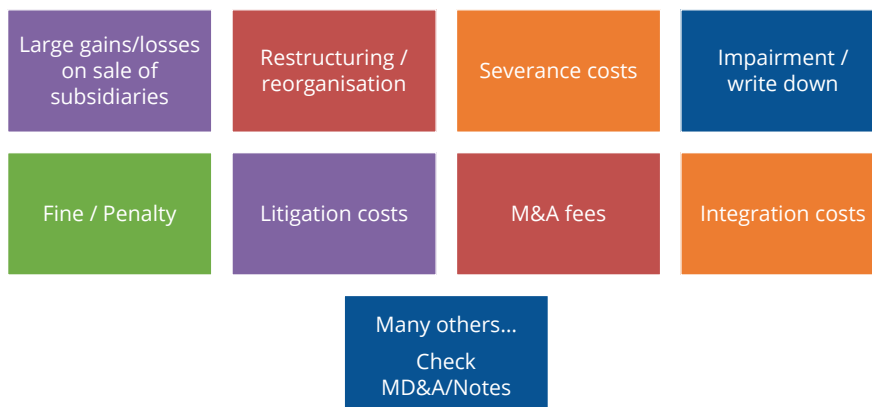 Large gains/losses
on sale of
subsidiaries
Restructuring /
reorganisation
Severance costs
Impairment /
write down
Fine / Penalty
Litigation costs
M&A fees
Integration costs
Many others...
Check
MD&A/Notes